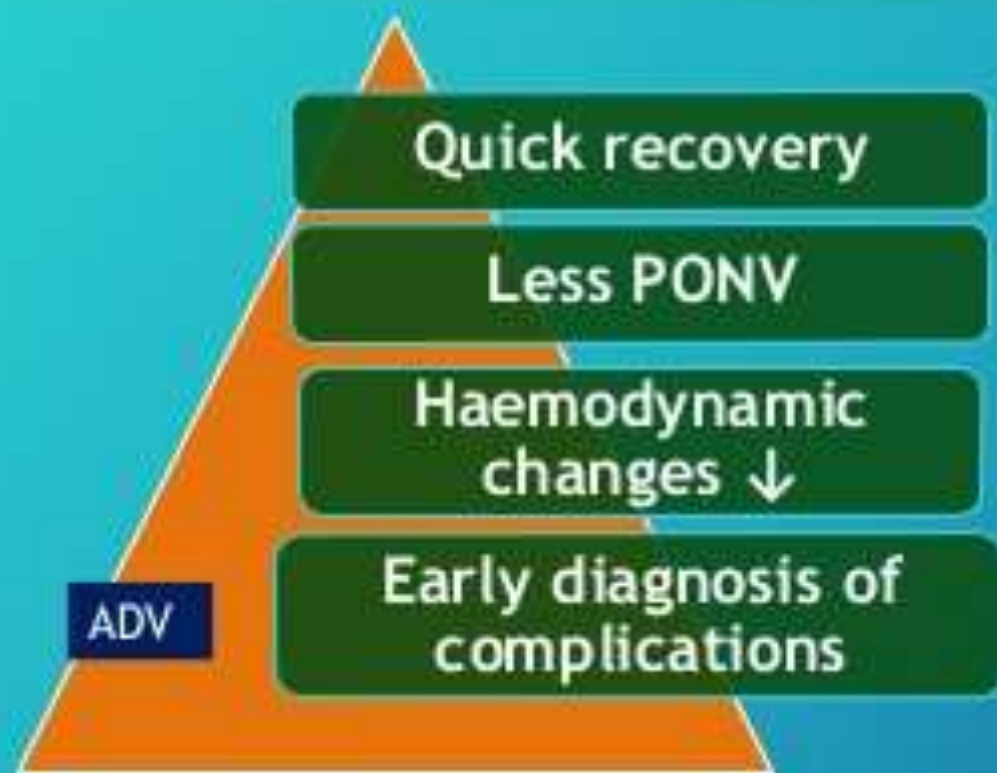 Quick recovery
Less PONV
Haemodynamic
changes ↓
Early diagnosis of
complications
ADV